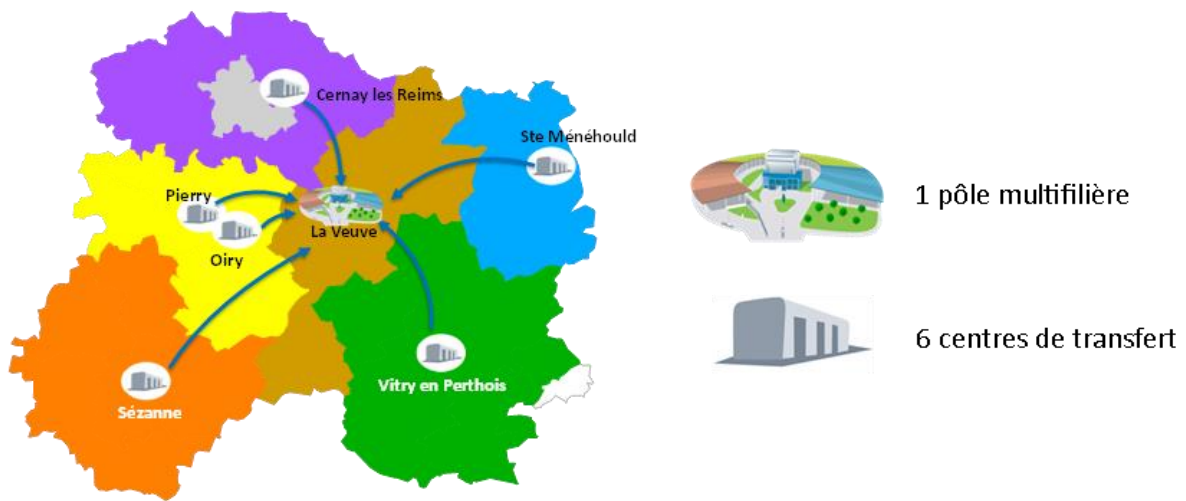 Cernay les Reims
Ste Ménéhould
Pierry
La Veuve
Oiry
Vitry en Perthois
Sézanne
1 pôle multifilière
6 centres de transfert